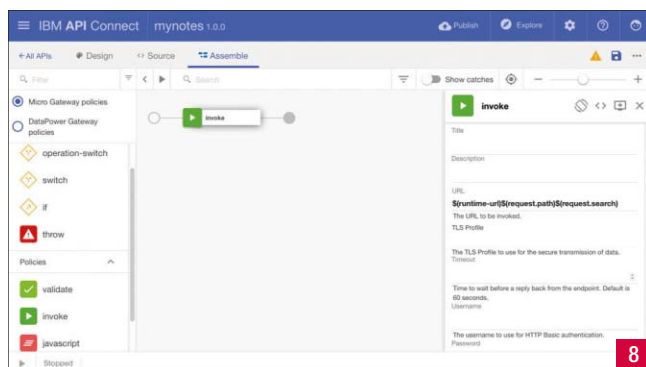 IBM API Connect mynotes 1.0.0 Publish Explore
All APIs Design Source Assemble
Filter Search Show catches
Micro Gateway policies
DataPower Gateway
policies
operation-switch
switch
if
throw
Policies
validate
invoke
javascript
Stopped
invoke
invoke
Title
Description
URL
$(runtime-url)$(request.path)$(request.search)
The URL to be invoked.
TLS Profile
The TLS Profile to use for the secure transmission of data.
Timeout
Time to wait before a reply back from the endpoint. Default is
60 seconds.
Username
The username to use for HTTP Basic authentication.
Password
8